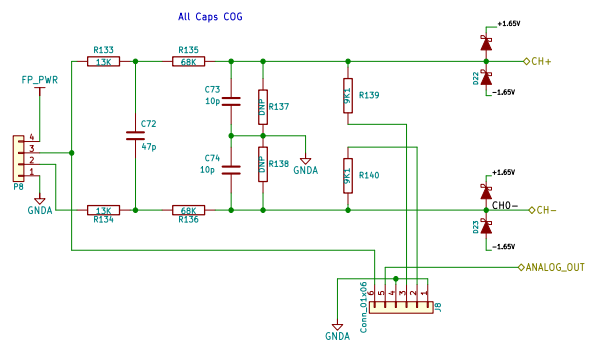 All Caps COG
+1.65V
R133
R135
13K
68K
CH+
FP_PWR
C73
10p
R137
DNP
R139
9K1
D22
-1.65V
C72
47p
4
3
2
1
P8
GNDA
C74
10p
R138
DNP
GNDA
R140
9K1
+1.65V
CH0-
CH-
13K
R134
68K
R136
D23
-1.65V
ANALOG_OUT
Conn_01x06
6
5
4
3
2
1
J8
GNDA